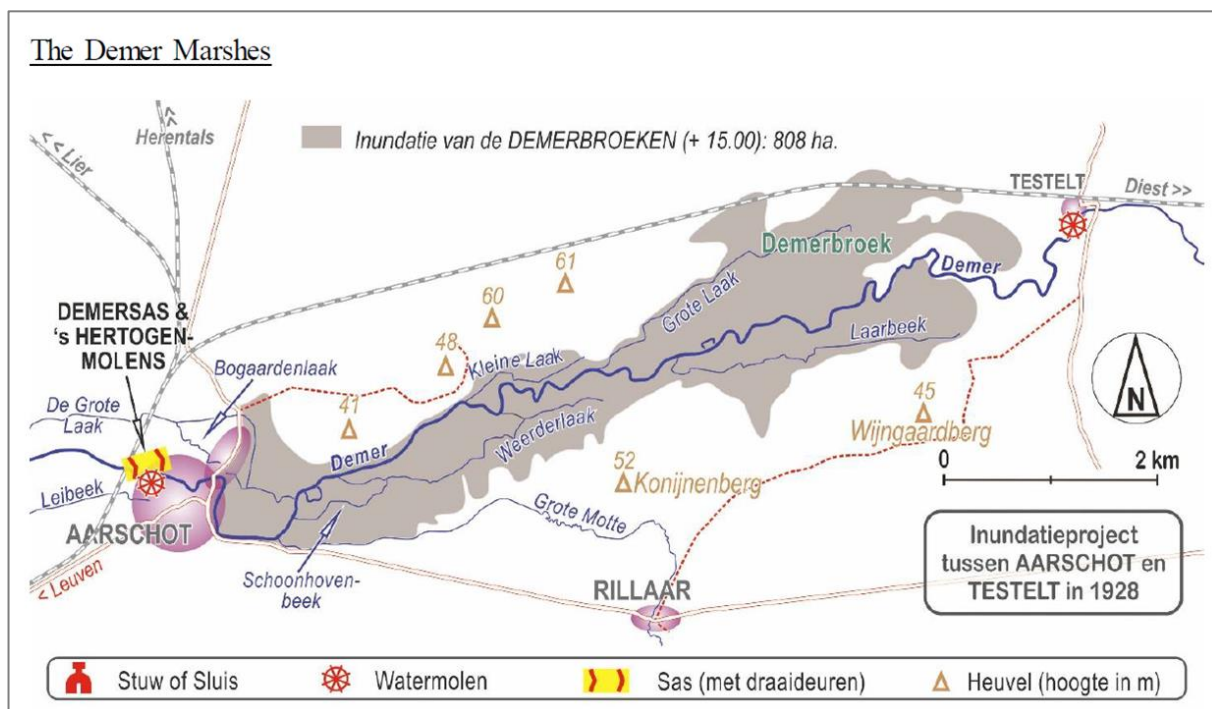 The Demer Marshes
Inundatie van de DEMERBROEKEN (+ 15.00): 808 ha.
<< Lier
Herentals >>
TESTELT
Diest >>
Demerbroek
Demer
61
60
48
41
Grote Laak
Kleine Laak
Laarbeek
DEMERSAS &
‘s HERTOGEN-
MOLENS
Bogaardenlaak
De Grote
Laak
Demer
Weerderlaak
45
Wijngaardberg
N
0 2 km
52
Konijnenberg
Leibeek
AARSCHOT
Grote Motte
< Leuven
Schoonhoven-
beek
RILLAAR
Inundatieproject
tussen AARSCHOT en
TESTELT in 1928
Stuw of Sluis
Watermolen
Sas (met draaideuren)
Heuvel (hoogte in m)